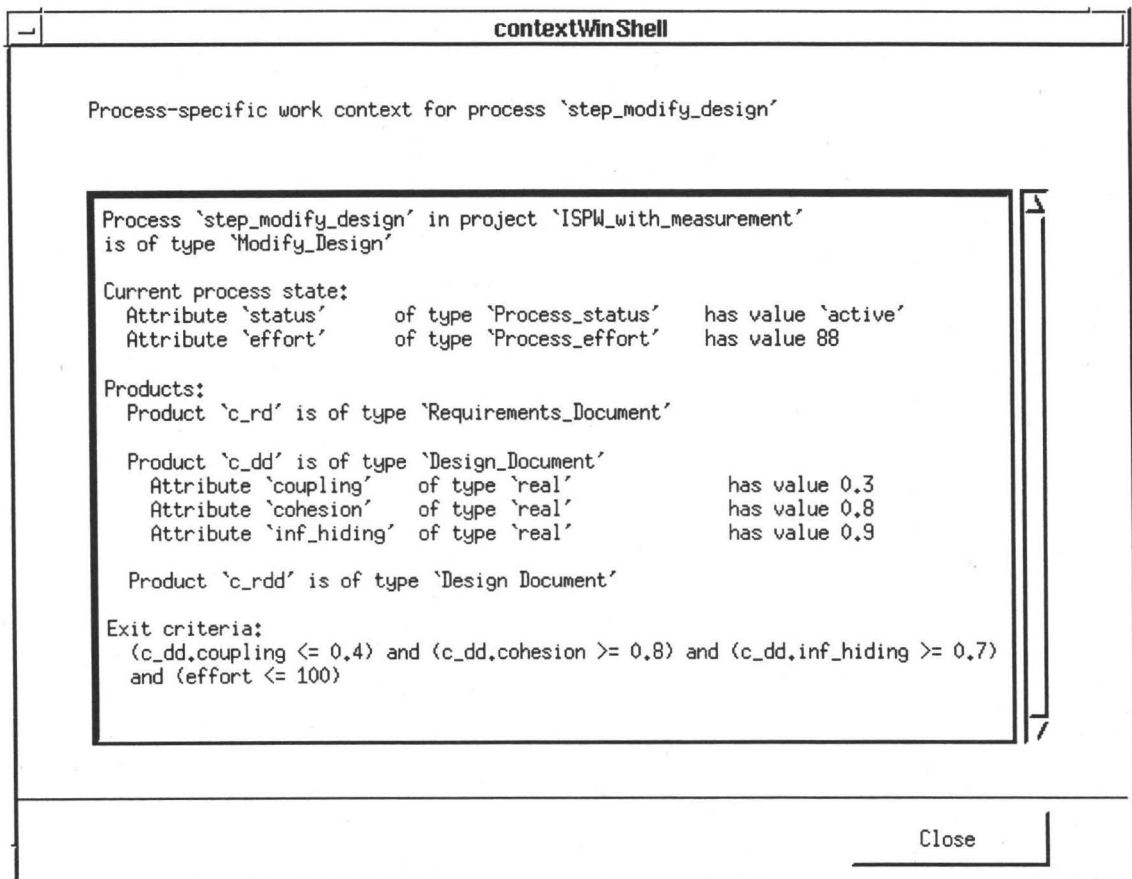 contextWinShell
Process-specific work context for process `step_modify_design´
Process `step_modify_design´ in project `ISPW_with_measurement´
is of type `Modify_Design´
Current process state:
Attribute `status´ of type `Process_status´ has value `active´
Attribute `effort´ of type `Process_effort´ has value 88
Products:
Product `c_rd´ is of type `Requirements_Document´
Product `c_dd´ is of type `Design_Document´
Attribute `coupling´ of type `real´ has value 0.3
Attribute `cohesion´ of type `real´ has value 0.8
Attribute `inf_hiding´ of type `real´ has value 0.9
Product `c_rdd´ is of type `Design Document´
Exit criteria:
(c_dd.coupling <= 0.4) and (c_dd.cohesion >= 0.8) and (c_dd.inf_hiding >= 0.7)
and (effort <= 100)
Close